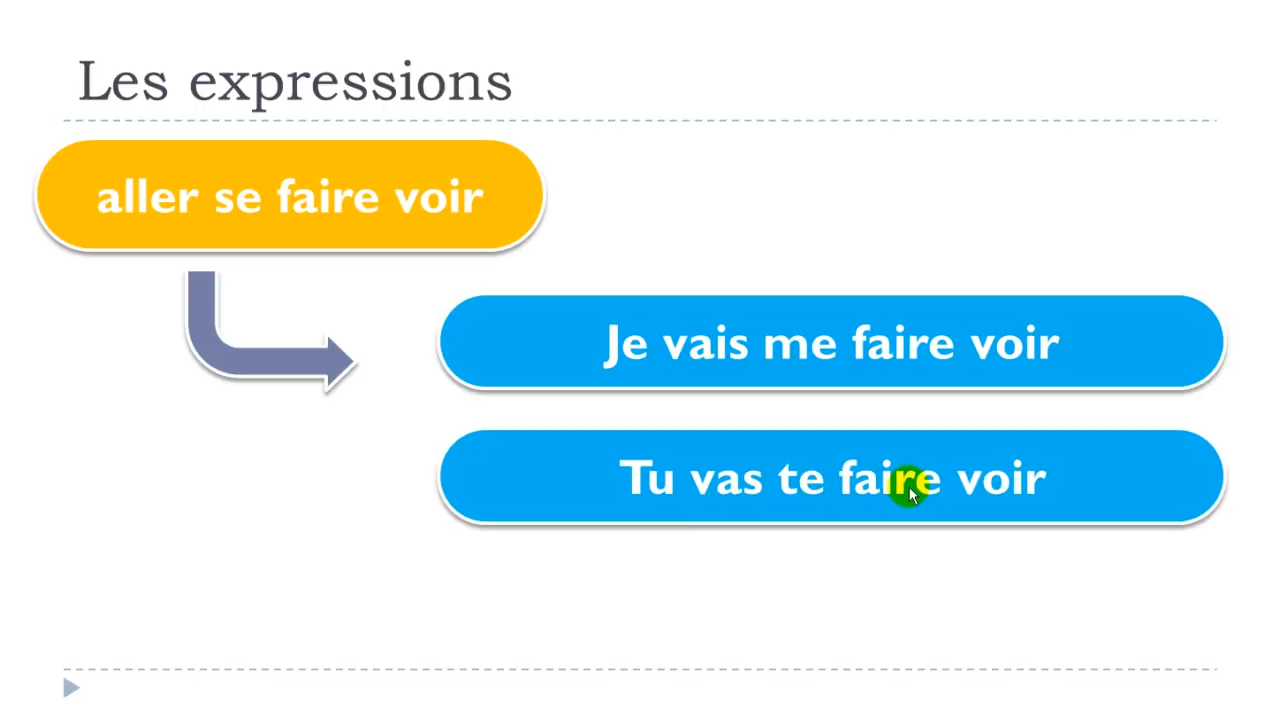 Les expressions
aller se faire voir
Je vais me faire voir
Tu vas te faire voir